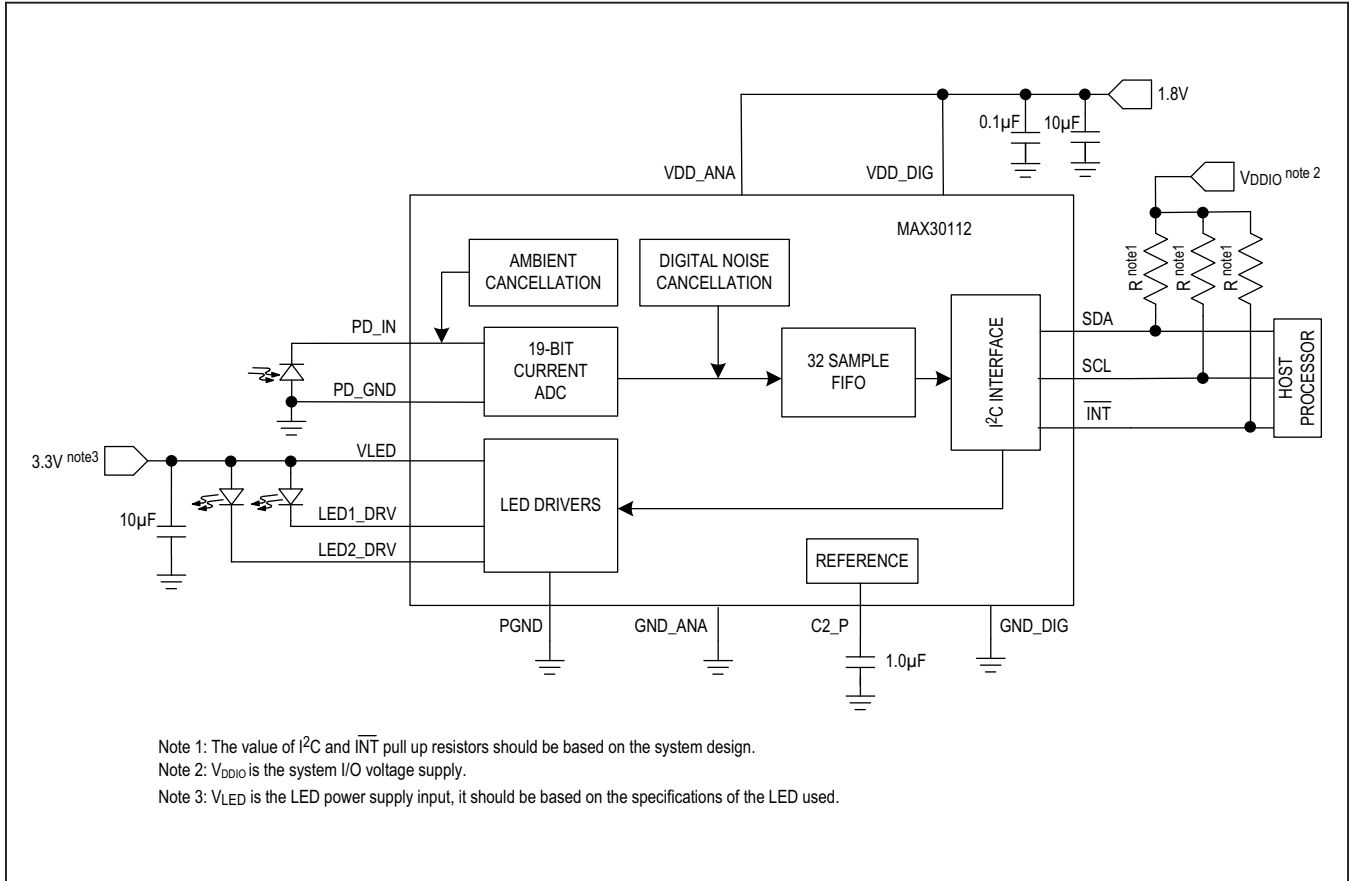 1.8V
0.1µF
10µF
VDD_ANA
VDD_DIG
VDDIO note 2
MAX30112
R note1
R note1
R note1
AMBIENT
CANCELLATION
DIGITAL NOISE
CANCELLATION
PD_IN
19-BIT
CURRENT
ADC
32 SAMPLE
FIFO
I2C INTERFACE
SDA
SCL
INT
HOST
PROCESSOR
PD_GND
3.3V note3
VLED
LED DRIVERS
10µF
LED1_DRV
LED2_DRV
REFERENCE
PGND
GND_ANA
C2_P
GND_DIG
1.0µF
Note 1: The value of I2C and INT pull up resistors should be based on the system design.
Note 2: VDDIO is the system I/O voltage supply.
Note 3: VLED is the LED power supply input, it should be based on the specifications of the LED used.